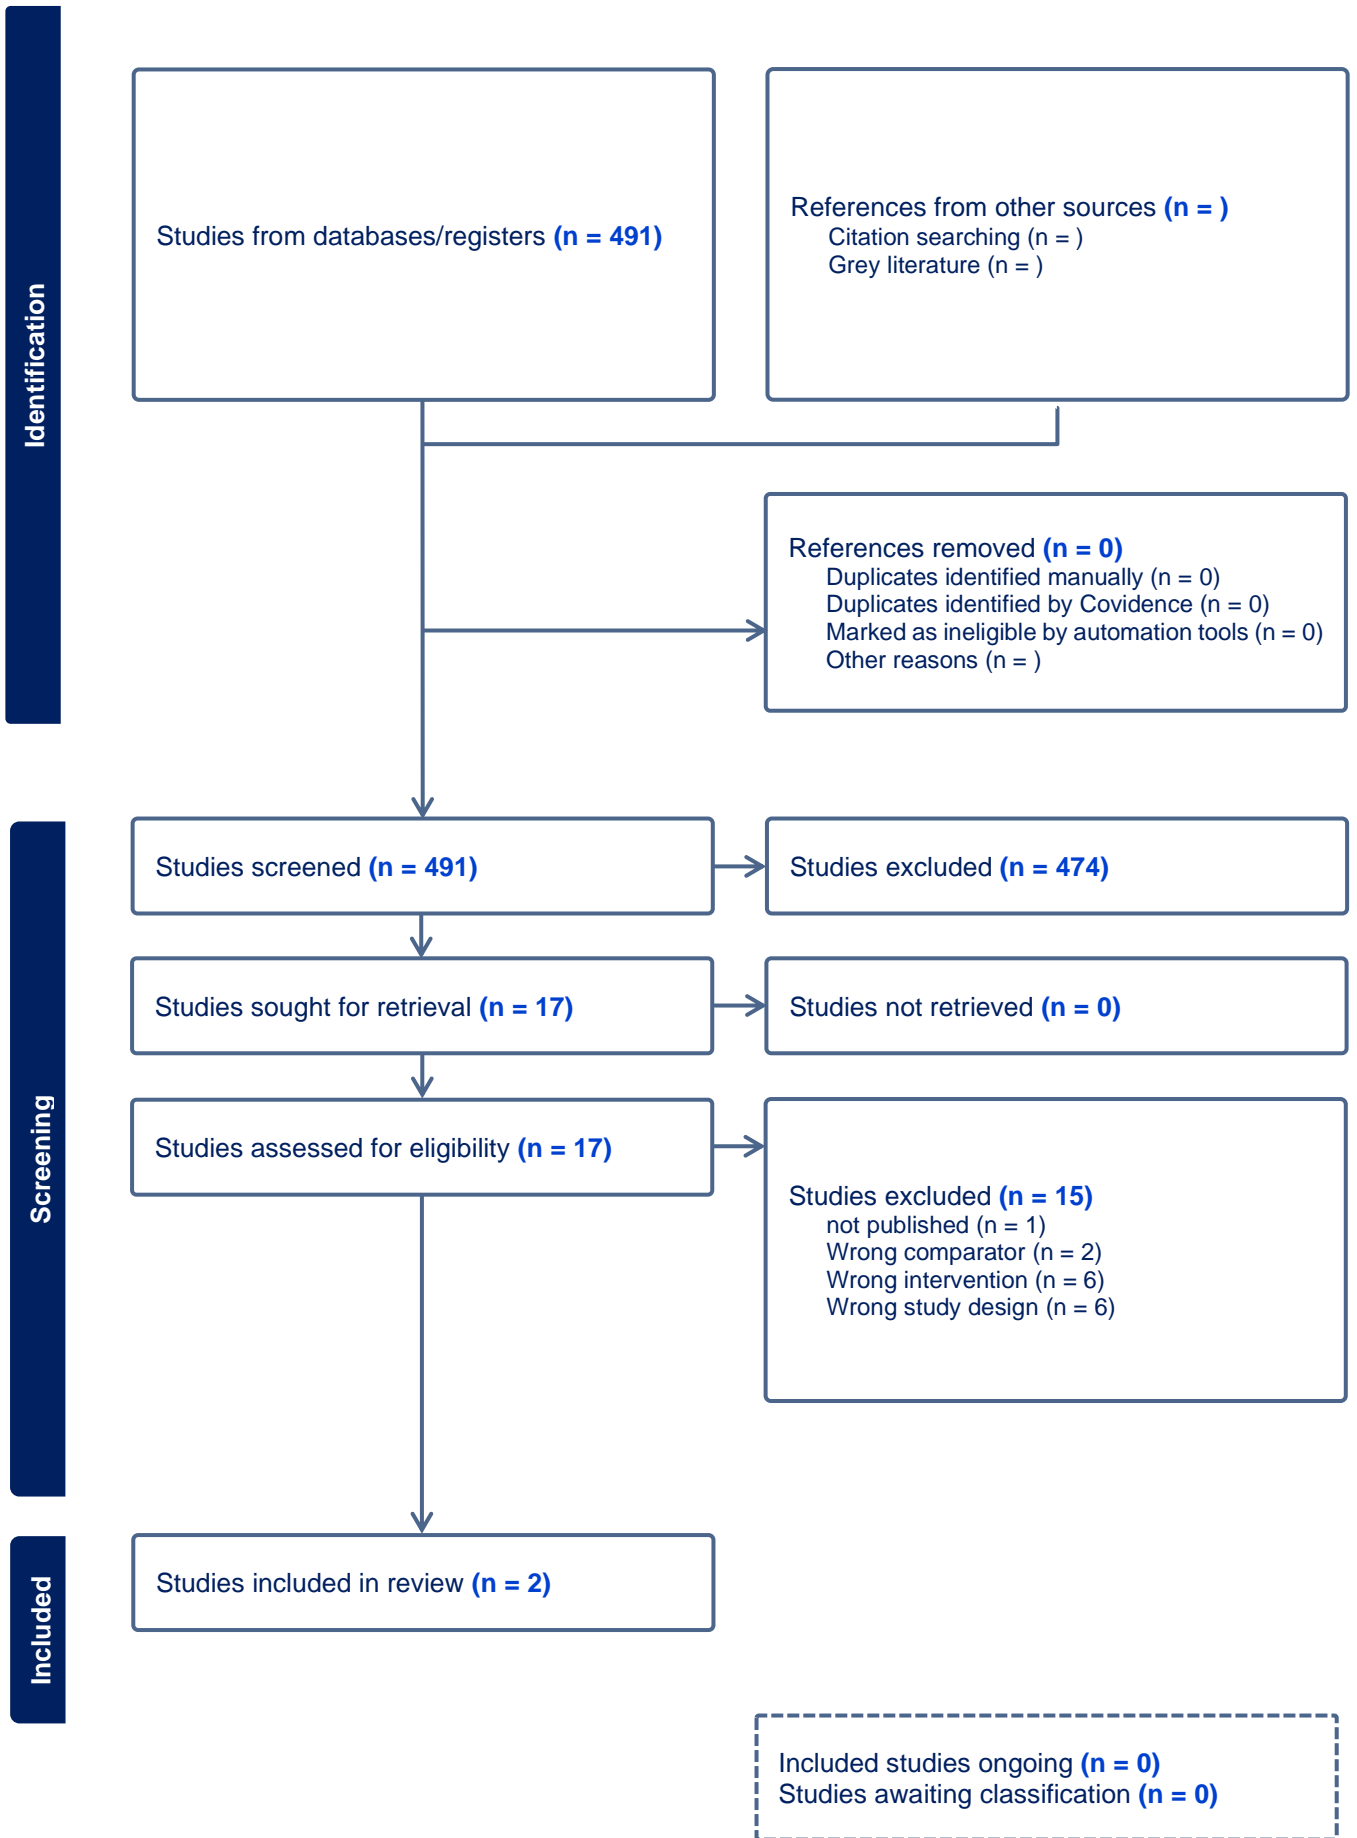 Identification
Studies from databases/registers (n = 491)
References from other sources (n = )
Citation searching (n = )
Grey literature (n = )
References removed (n = 0)
Duplicates identified manually (n = 0)
Duplicates identified by Covidence (n = 0)
Marked as ineligible by automation tools (n = 0)
Other reasons (n = )
Screening
Studies screened (n = 491)
Studies excluded (n = 474)
Studies sought for retrieval (n = 17)
Studies not retrieved (n = 0)
Studies assessed for eligibility (n = 17)
Studies excluded (n = 15)
not published (n = 1)
Wrong comparator (n = 2)
Wrong intervention (n = 6)
Wrong study design (n = 6)
Included
Studies included in review (n = 2)
Included studies ongoing (n = 0)
Studies awaiting classification (n = 0)